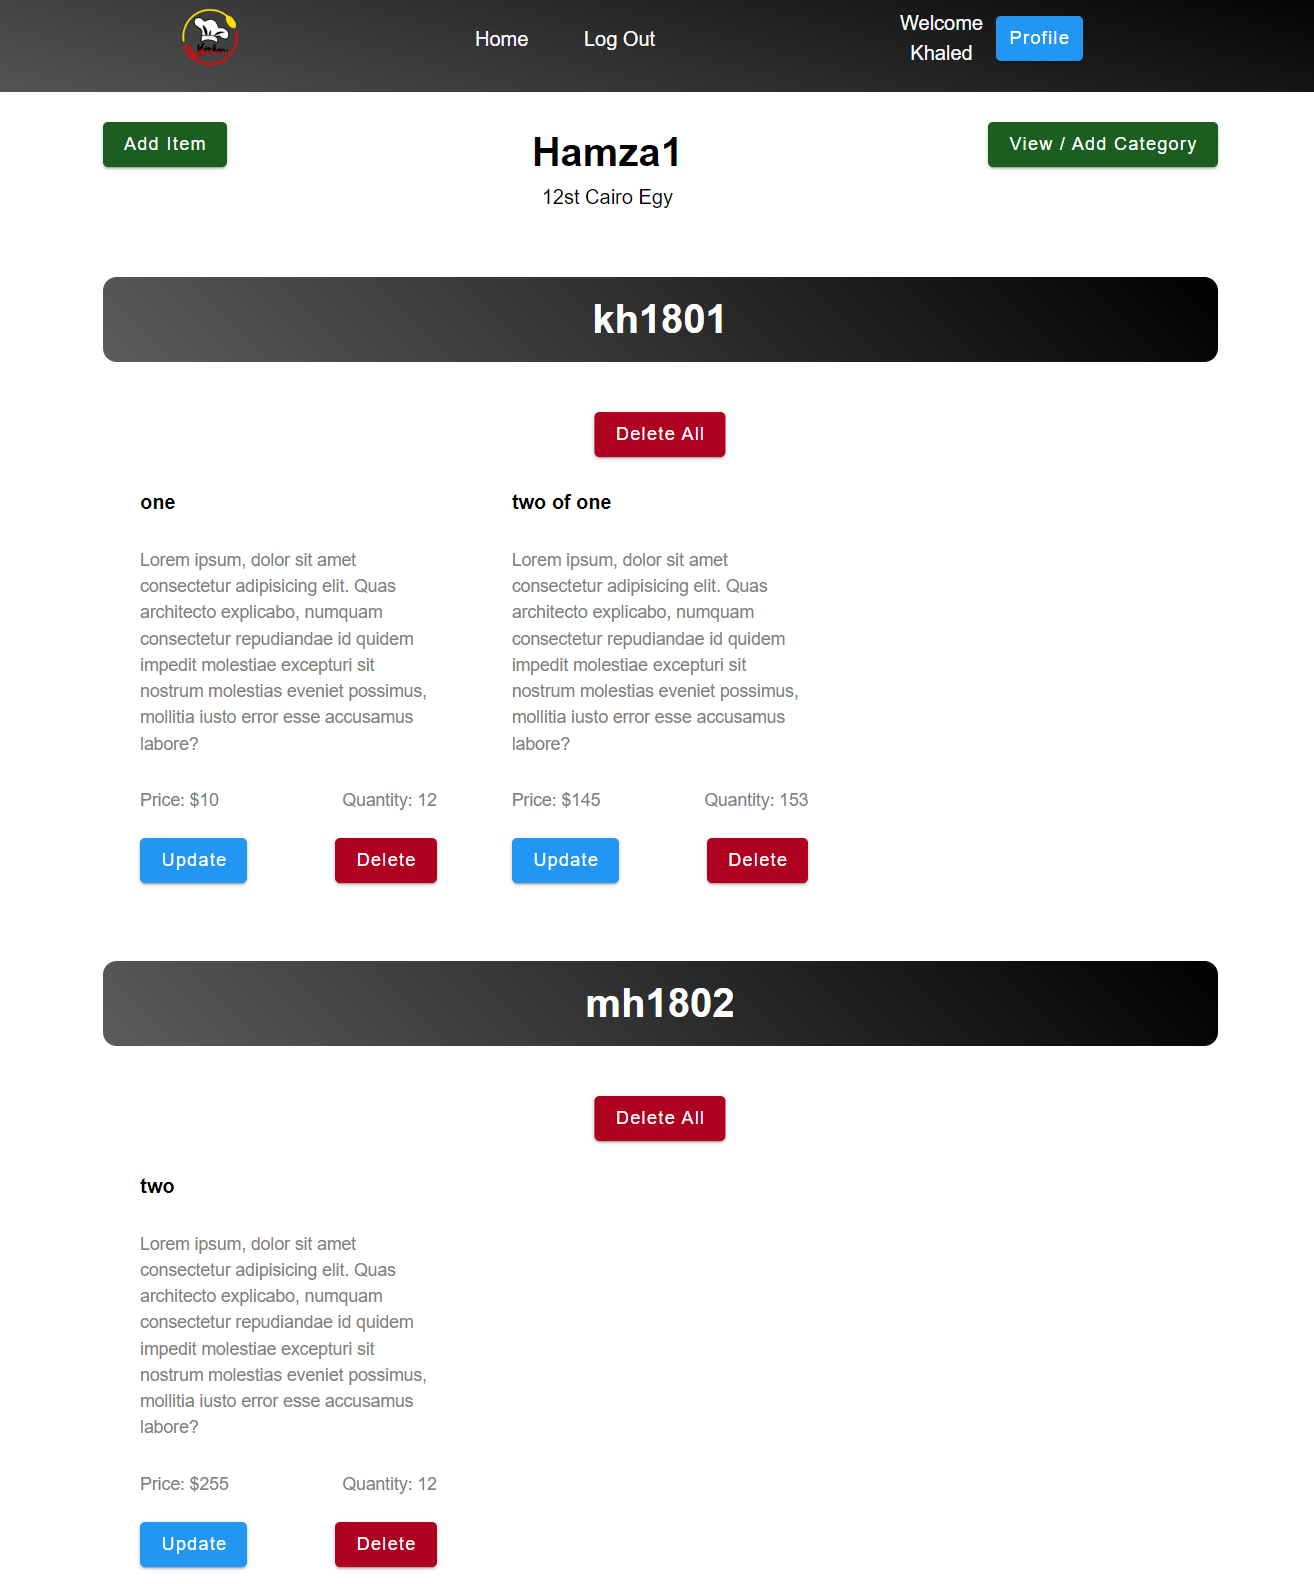 Kitchen
Home
Log Out
Welcome
Khaled
Profile
Add Item
Hamza1
12st Cairo Egy
View / Add Category
kh1801
Delete All
one
Lorem ipsum, dolor sit amet
consectetur adipisicing elit. Quas
architecto explicabo, numquam
consectetur repudiandae id quidem
impedit molestiae excepturi sit
nostrum molestias eveniet possimus,
mollitia iusto error esse accusamus
labore?
Price: $10
Quantity: 12
Update
Delete
two of one
Lorem ipsum, dolor sit amet
consectetur adipisicing elit. Quas
architecto explicabo, numquam
consectetur repudiandae id quidem
impedit molestiae excepturi sit
nostrum molestias eveniet possimus,
mollitia iusto error esse accusamus
labore?
Price: $145
Quantity: 153
Update
Delete
mh1802
Delete All
two
Lorem ipsum, dolor sit amet
consectetur adipisicing elit. Quas
architecto explicabo, numquam
consectetur repudiandae id quidem
impedit molestiae excepturi sit
nostrum molestias eveniet possimus,
mollitia iusto error esse accusamus
labore?
Price: $255
Quantity: 12
Update
Delete